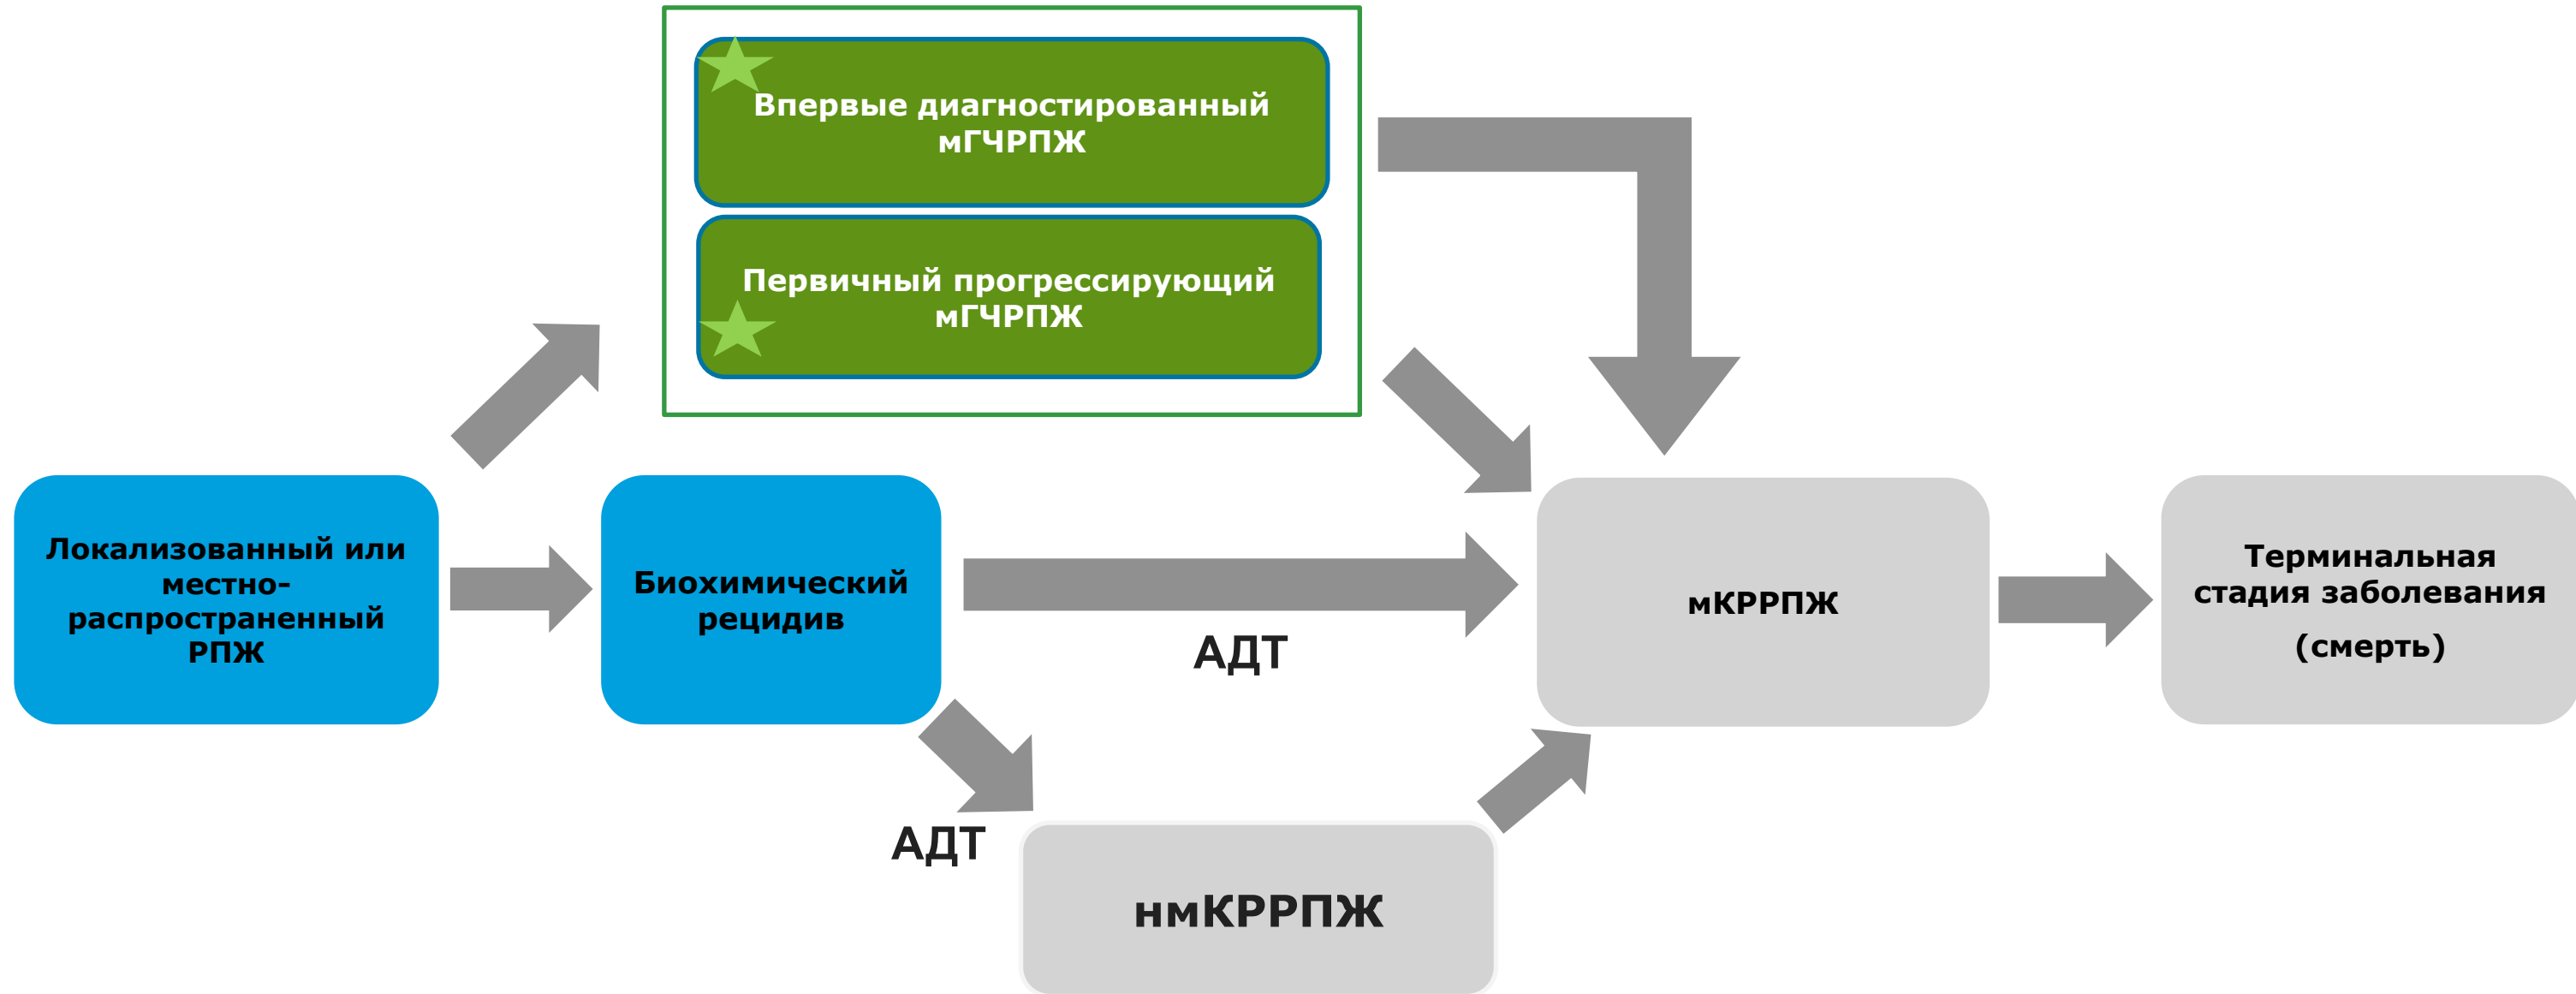 Впервые диагностированный
мГЧРПЖ
Первичный прогрессирующий
мГЧРПЖ
Локализованный или
местно-
распространенный
РПЖ
Биохимический
рецидив
АДТ
мКРРПЖ
Терминальная
стадия заболевания
(смерть)
АДТ
нмКРРПЖ